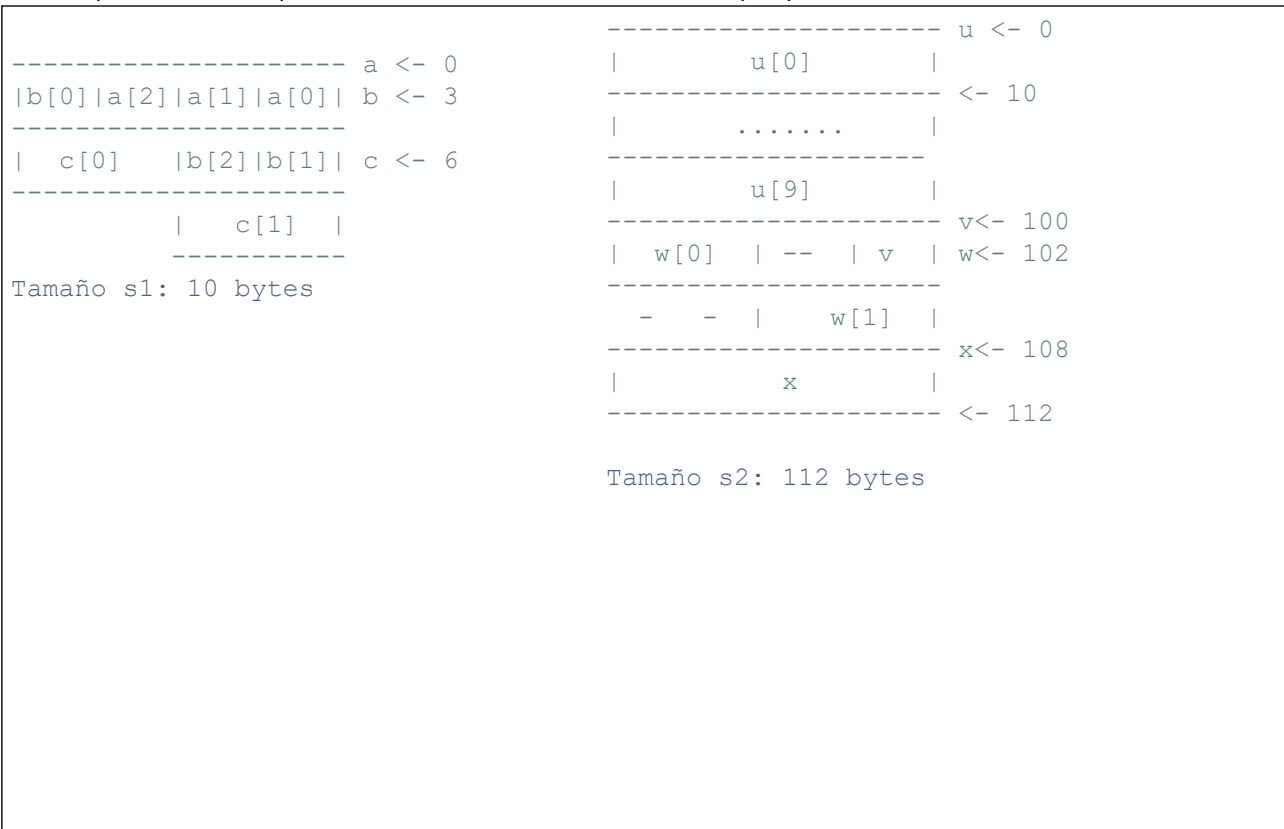 --------------------- a <- 0
|b[0]|a[2]|a[1]|a[0]| b <- 3
---------------------
|  c[0]   |b[2]|b[1]| c <- 6
---------------------
          |   c[1]  |
          -----------
Tamaño s1: 10 bytes
--------------------- u <- 0
|        u[0]       |
--------------------- <- 10
|       .......     |
--------------------
|        u[9]       |
--------------------- v<- 100
|  w[0]  | --  | v  | w<- 102
---------------------
  -   -  |    w[1]  |
--------------------- x<- 108
|          x        |
--------------------- <- 112
Tamaño s2: 112 bytes